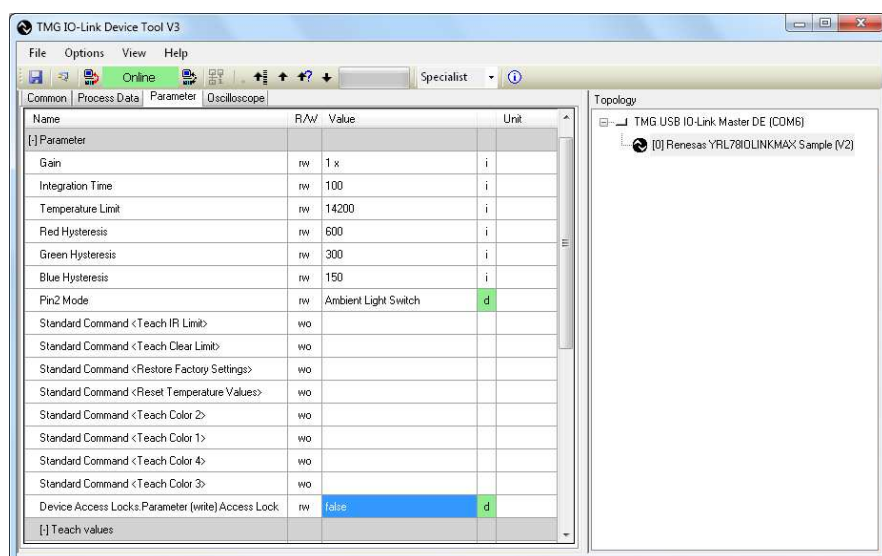 TMG IO-Link Device Tool V3
File Options View Help
Online Specialist
Common Process Data Parameter Oscilloscope
Name R/W Value Unit
[-] Parameter
Gain rw 1 x i
Integration Time rw 100 i
Temperature Limit rw 14200 i
Red Hysteresis rw 600 i
Green Hysteresis rw 300 i
Blue Hysteresis rw 150 i
Pin2 Mode rw Ambient Light Switch d
Standard Command <Teach IR Limit> wo
Standard Command <Teach Clear Limit> wo
Standard Command <Restore Factory Settings> wo
Standard Command <Reset Temperature Values> wo
Standard Command <Teach Color 2> wo
Standard Command <Teach Color 1> wo
Standard Command <Teach Color 4> wo
Standard Command <Teach Color 3> wo
Device Access Locks.Parameter (write) Access Lock rw false d
[-] Teach values
Topology
TMG USB IO-Link Master DE (COM6)
[0] Renesas YRL78IOLINKMAX Sample (V2)